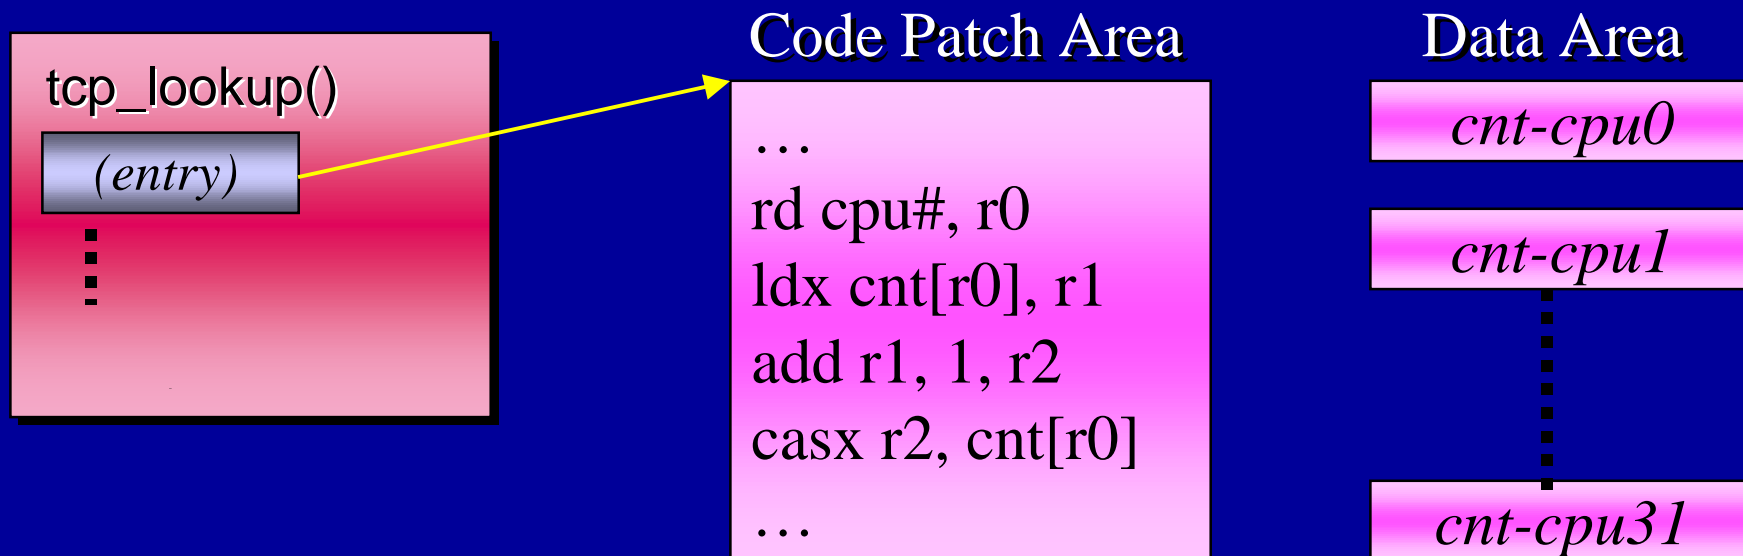 tcp_lookup()
(entry)
Code Patch Area
…
rd cpu#, r0
ldx cnt[r0], r1
add r1, 1, r2
casx r2, cnt[r0]
…
Data Area
cnt-cpu0
cnt-cpu1
cnt-cpu31